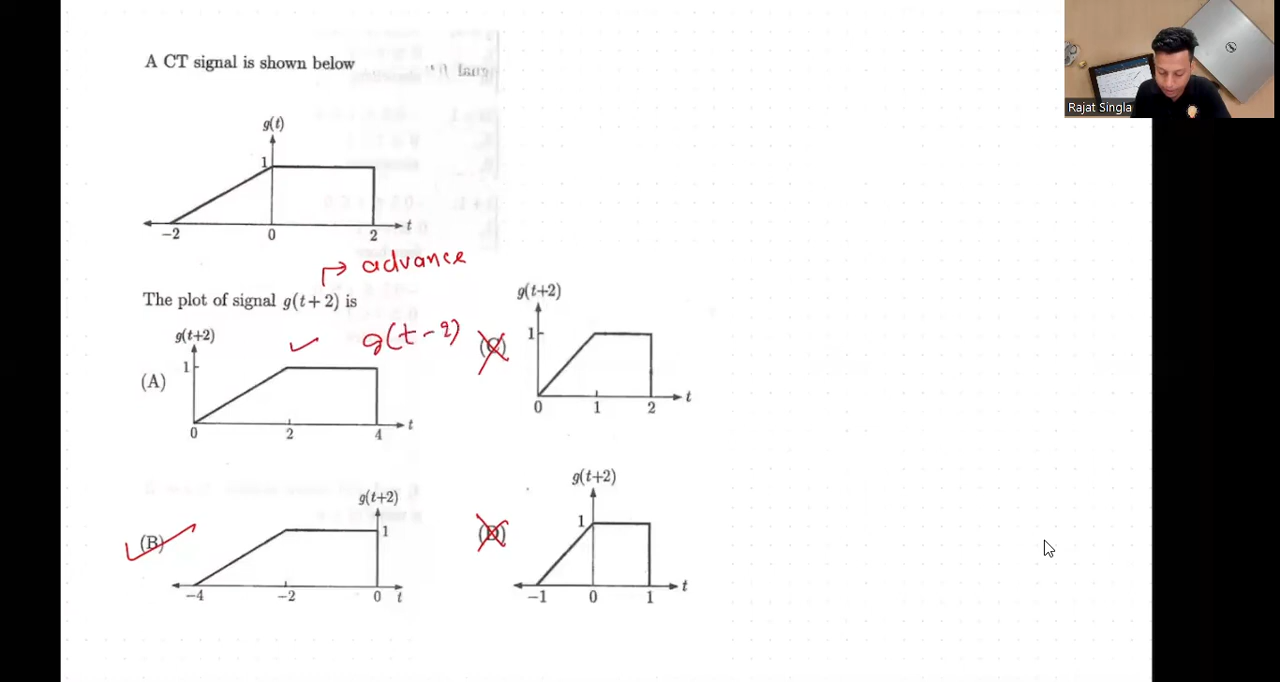 A CT signal is shown below
g(t)
1
-2 0 2 t
advance
The plot of signal g(t+2) is
g(t-2)
(A)
g(t+2)
1
0 2 4 t
(B)
g(t+2)
1
-4 -2 0 t
(C)
g(t+2)
1
0 1 2 t
(D)
g(t+2)
1
-1 0 1 t
Rajat Singla